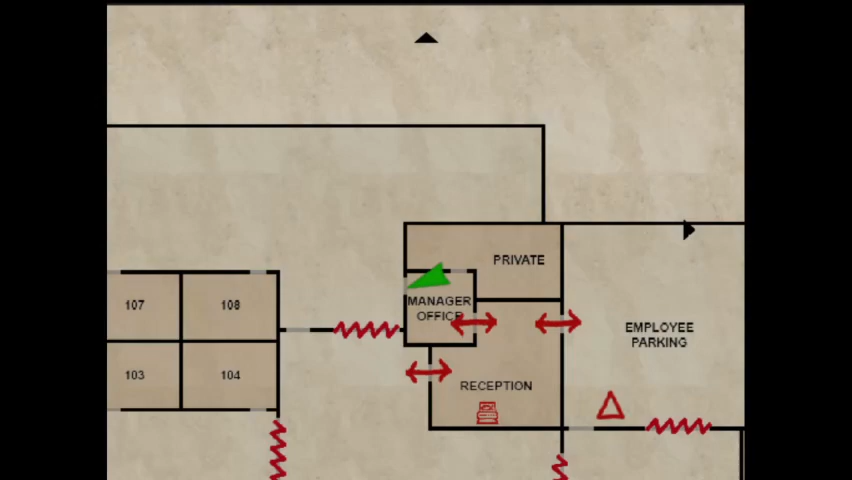 PRIVATE
107
108
MANAGER
OFFICE
EMPLOYEE
PARKING
103
104
RECEPTION